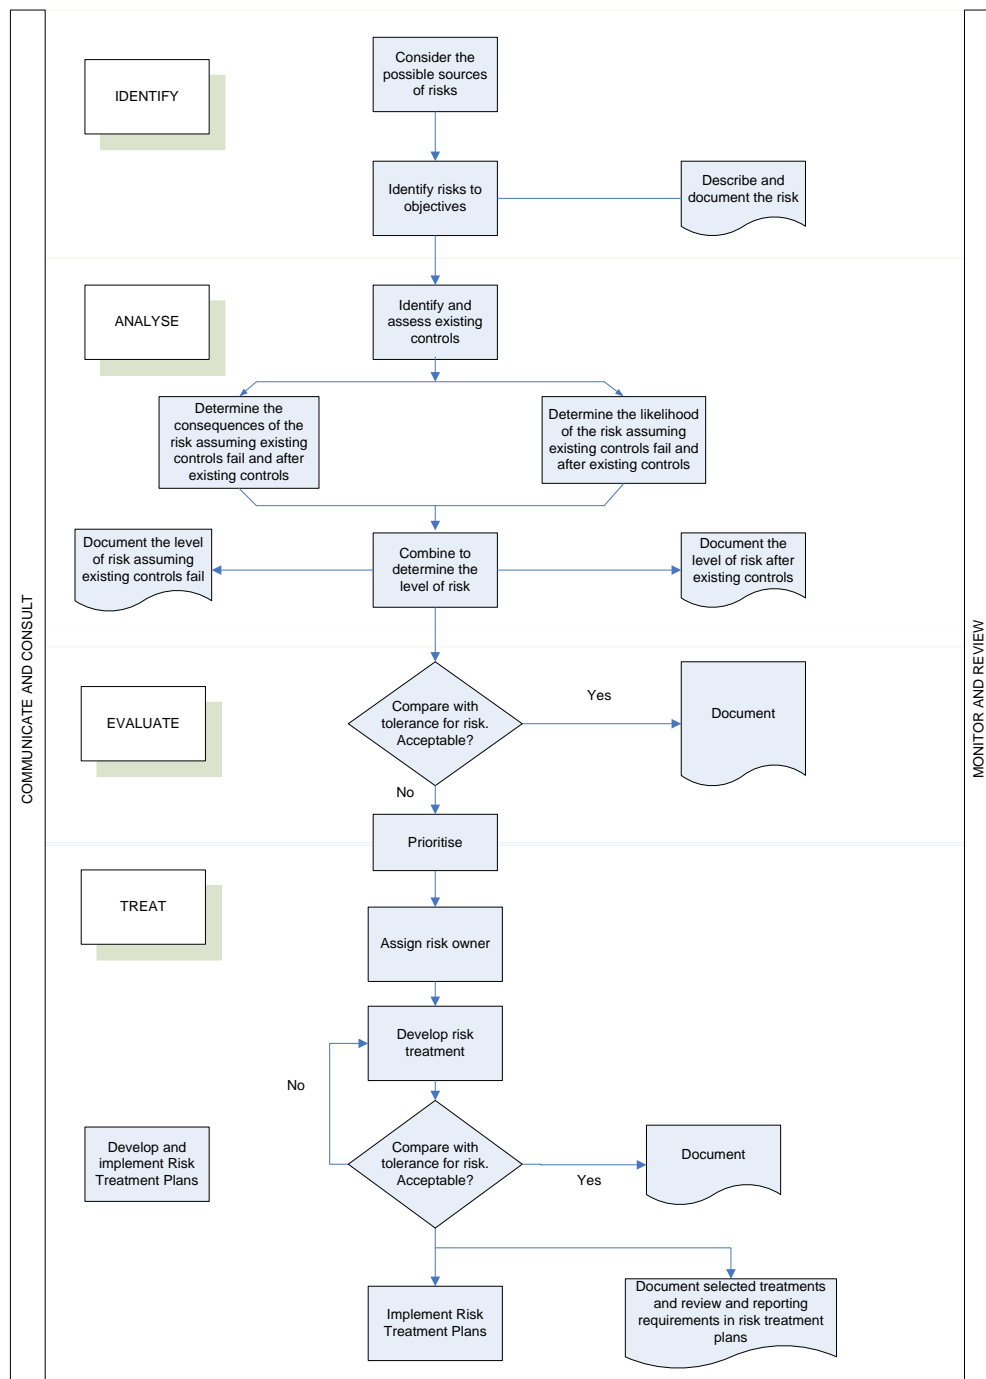 COMMUNICATE AND CONSULT
MONITOR AND REVIEW
IDENTIFY
Consider the
possible sources
of risks
Identify risks to
objectives
Describe and
document the risk
ANALYSE
Identify and
assess existing
controls
Determine the
consequences of the
risk assuming existing
controls fail and after
existing controls
Determine the likelihood
of the risk assuming
existing controls fail and
after existing controls
Document the level
of risk assuming
existing controls fail
Combine to
determine the
level of risk
Document the
level of risk after
existing controls
EVALUATE
Compare with
tolerance for risk.
Acceptable?
Yes
Document
No
Prioritise
TREAT
Assign risk owner
Develop risk
treatment
No
Develop and
implement Risk
Treatment Plans
Compare with
tolerance for risk.
Acceptable?
Yes
Document
Implement Risk
Treatment Plans
Document selected treatments
and review and reporting
requirements in risk treatment
plans